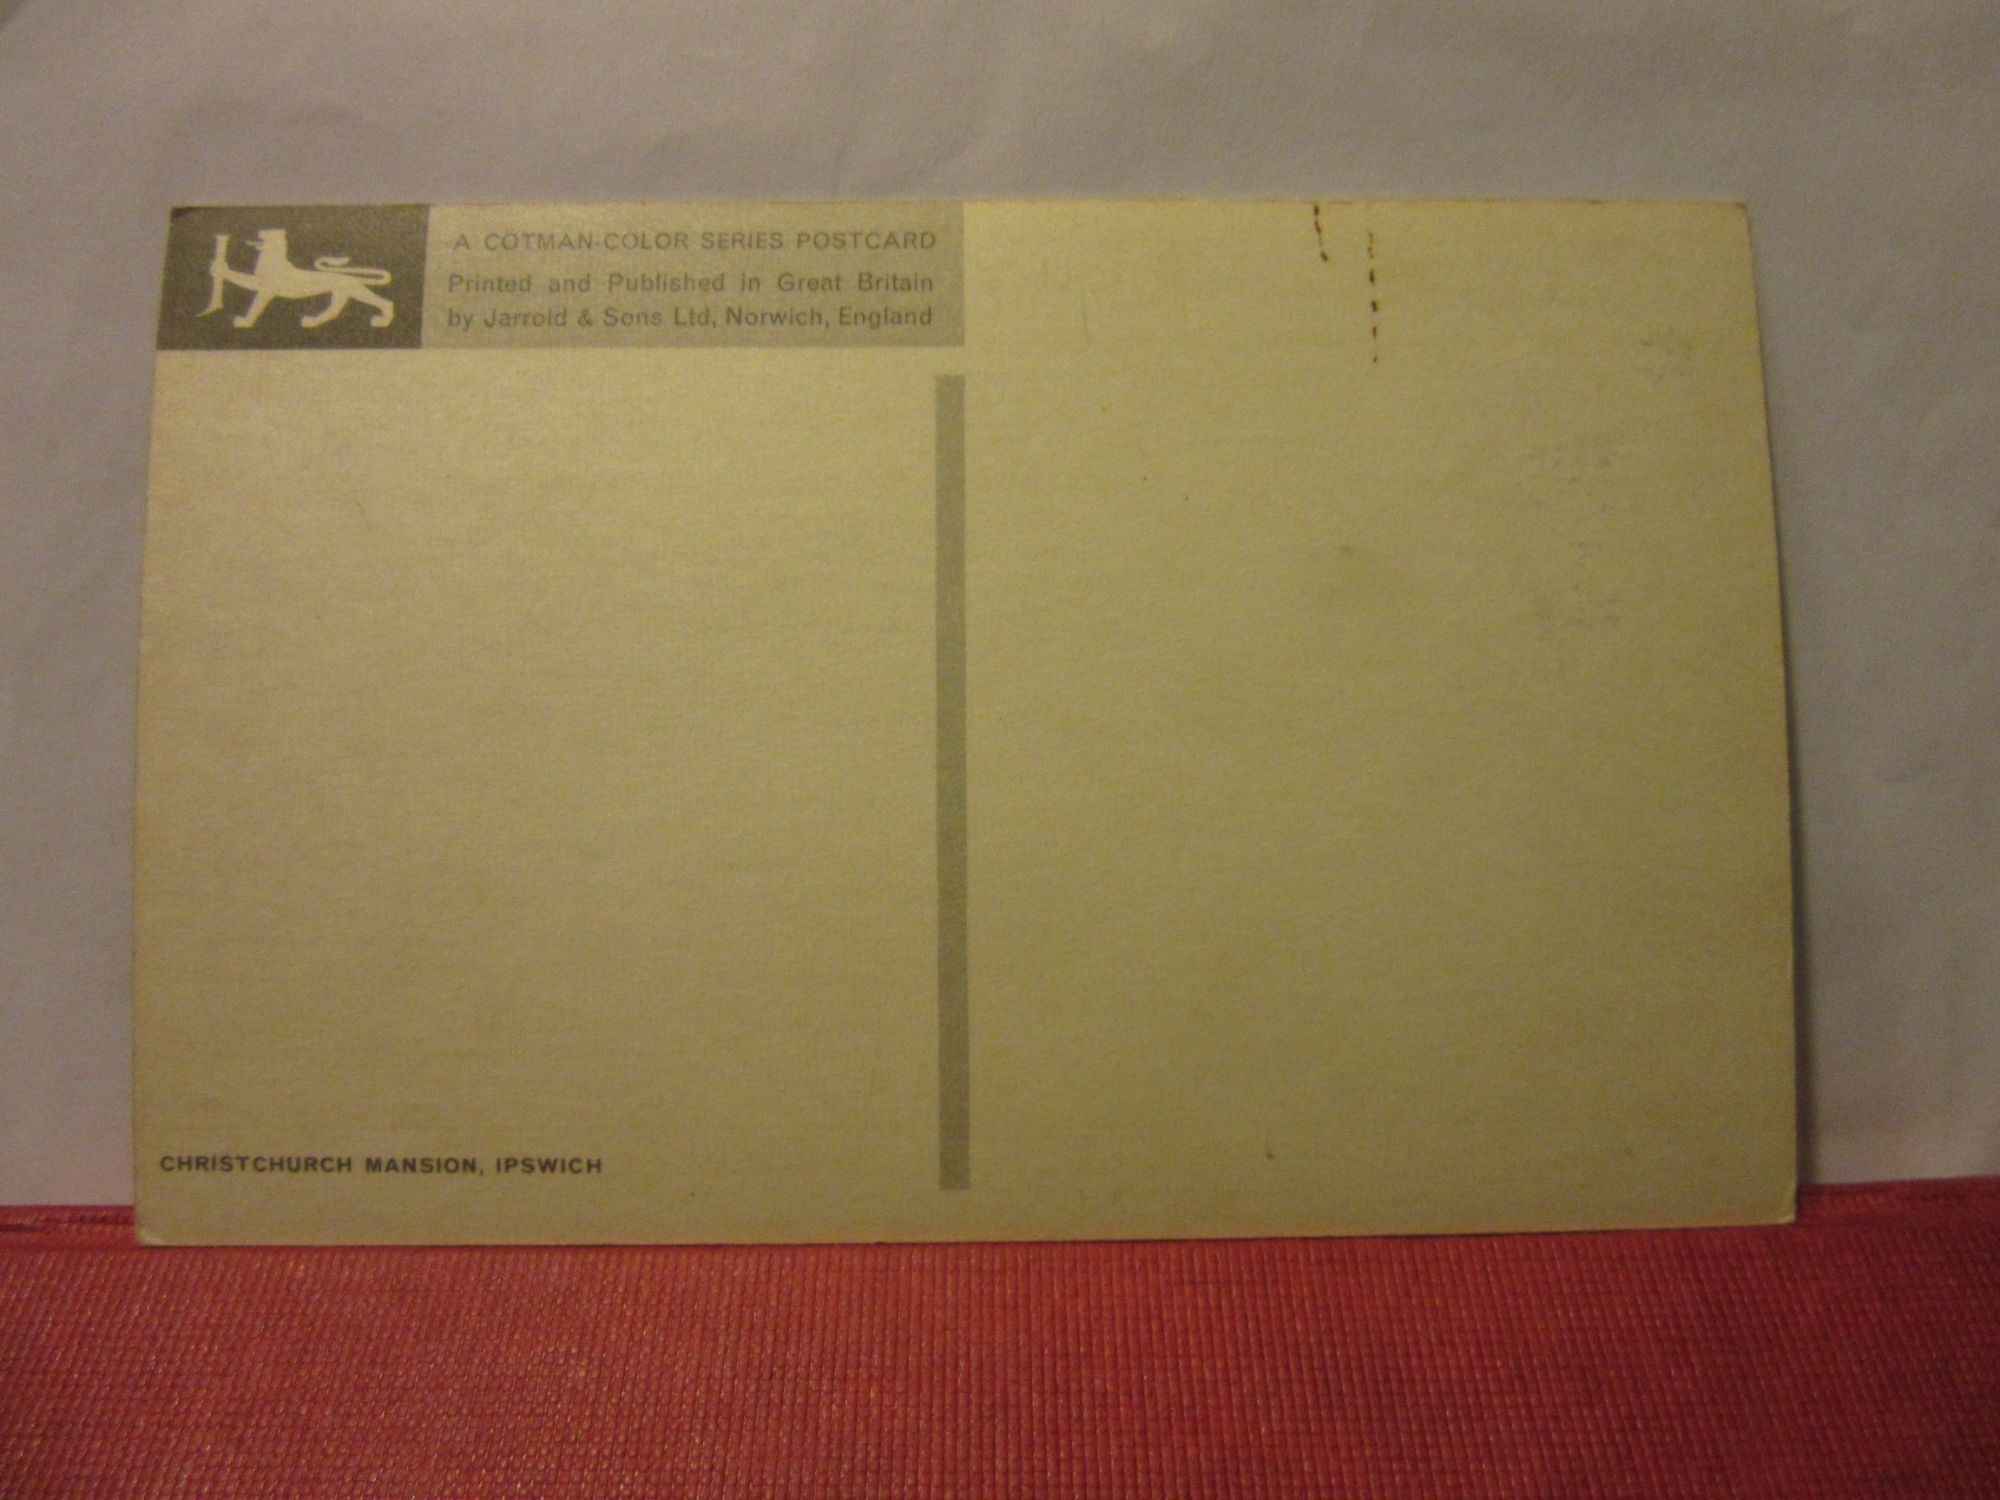 A COTMAN-COLOR SERIES POSTCARD
Printed and Published in Great Britain
by Jarrold & Sons Ltd, Norwich, England
CHRISTCHURCH MANSION, IPSWICH